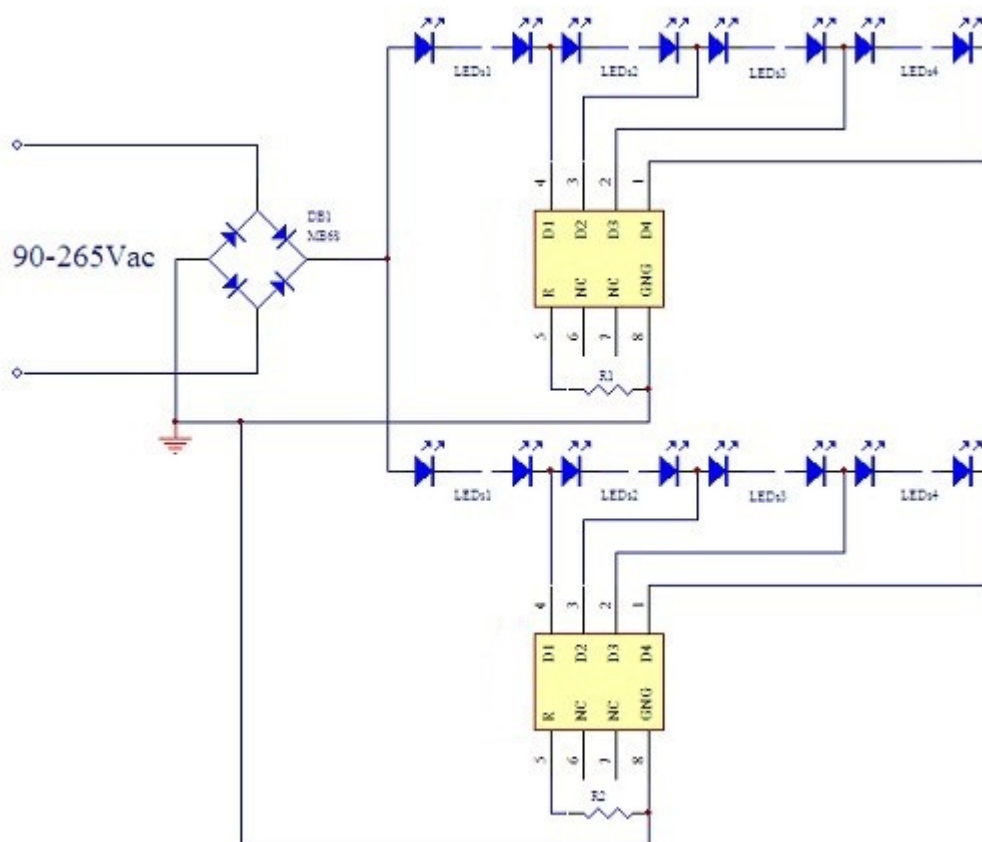 LEDs1 LEDs2 LEDs3 LEDs4
4 3 2 1
DB1
MB6S
90-265Vac
D1 D2 D3 D4
R NC NC GNG
5 6 7 8
R1
LEDs1 LEDs2 LEDs3 LEDs4
4 3 2 1
D1 D2 D3 D4
R NC NC GNG
5 6 7 8
R2